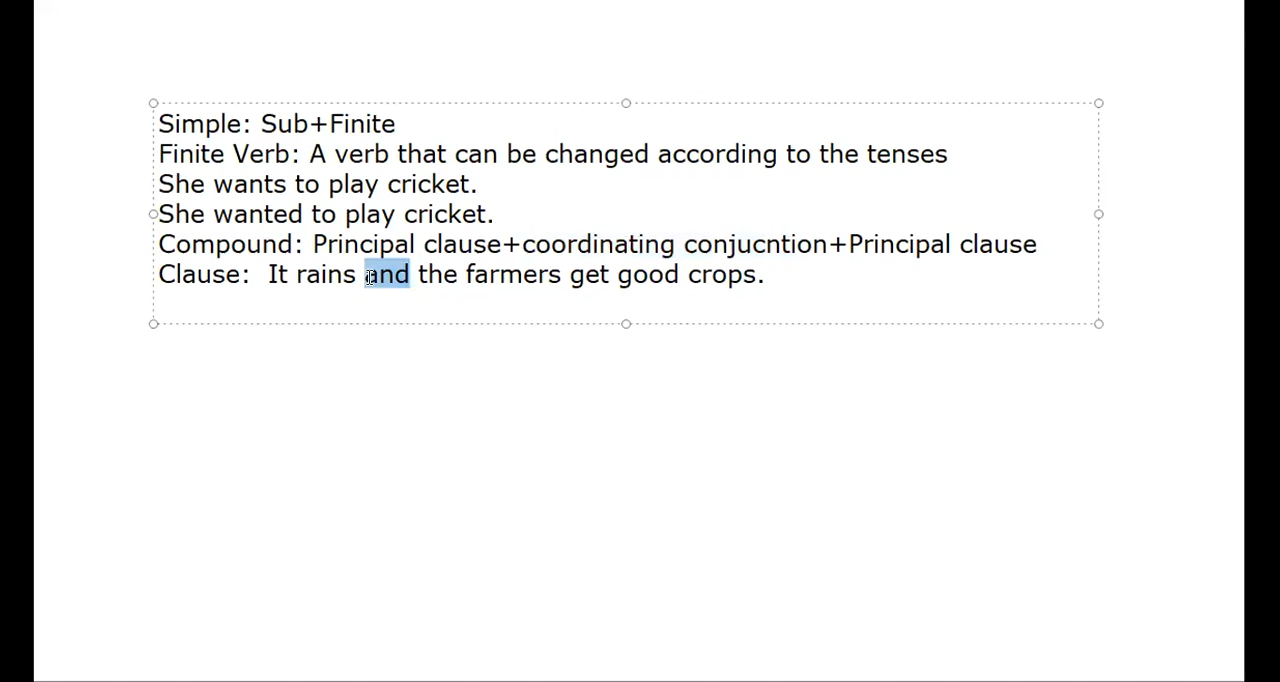 Simple: Sub+Finite
Finite Verb: A verb that can be changed according to the tenses
She wants to play cricket.
She wanted to play cricket.
Compound: Principal clause+coordinating conjucntion+Principal clause
Clause:  It rains and the farmers get good crops.